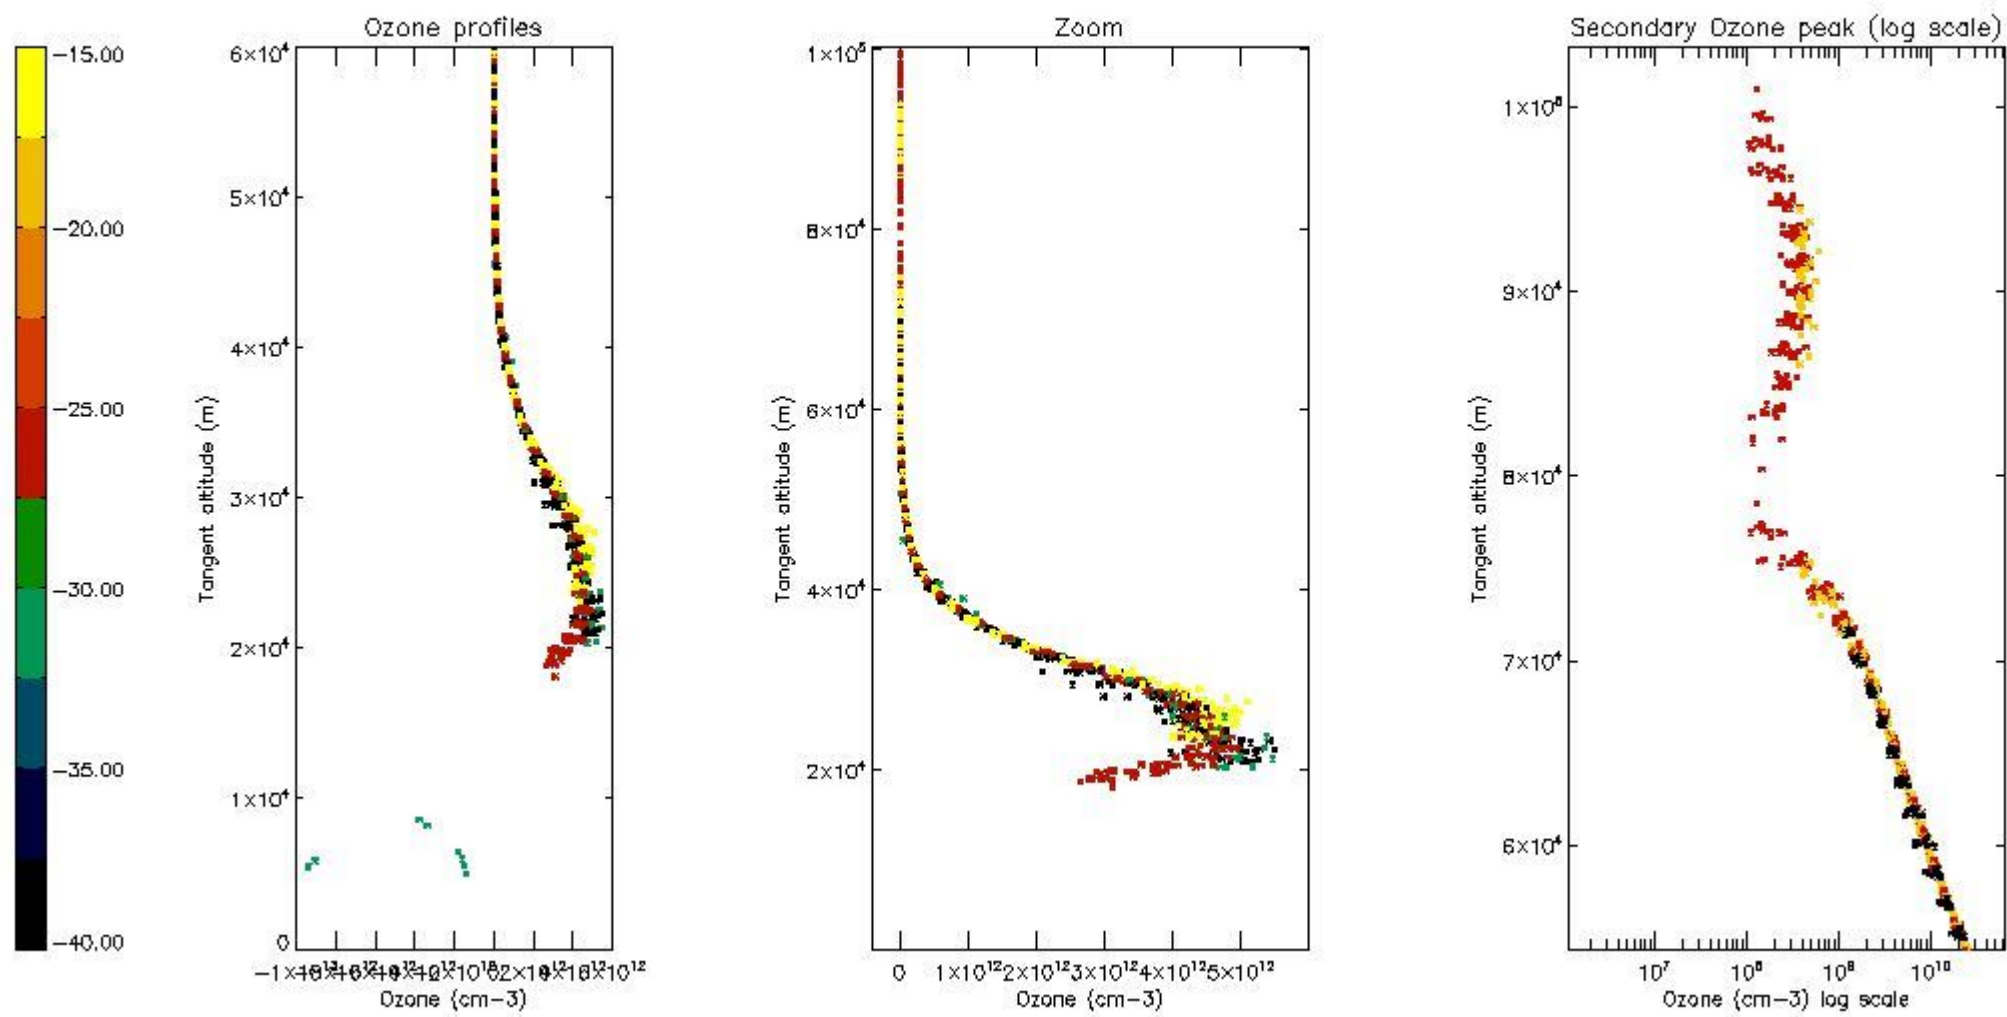 Ozone profiles
Zoom
Secondary Ozone peak (log scale)
−15.00
−20.00
−25.00
−30.00
−35.00
−40.00
6×10⁴
5×10⁴
4×10⁴
3×10⁴
2×10⁴
1×10⁴
0
Tangent altitude (m)
Ozone (cm−3)
1×10⁵
8×10⁴
6×10⁴
4×10⁴
2×10⁴
Tangent altitude (m)
0 1×10¹² 2×10¹² 3×10¹² 4×10¹² 5×10¹²
Ozone (cm−3)
1×10⁵
9×10⁴
8×10⁴
7×10⁴
6×10⁴
Tangent altitude (m)
10⁷ 10⁸ 10⁹ 10¹⁰
Ozone (cm−3) log scale